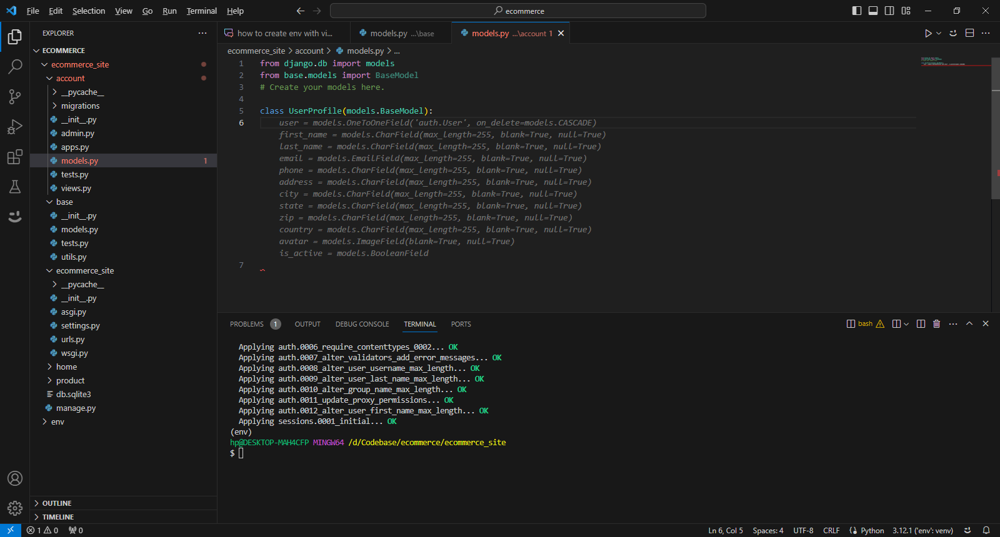 File Edit Selection View Go Run Terminal Help
ecommerce
EXPLORER
ECOMMERCE
ecommerce_site
account
__pycache__
migrations
__init__.py
admin.py
apps.py
models.py 1
tests.py
views.py
base
__init__.py
models.py
tests.py
utils.py
ecommerce_site
__pycache__
__init__.py
asgi.py
settings.py
urls.py
wsgi.py
home
product
db.sqlite3
manage.py
env
OUTLINE
TIMELINE
how to create env with vi... models.py ...\base models.py ...\account 1
ecommerce_site > account > models.py > ...
1 from django.db import models
2 from base.models import BaseModel
3 # Create your models here.
4
5 class UserProfile(models.BaseModel):
6 user = models.OneToOneField('auth.User', on_delete=models.CASCADE)
first_name = models.CharField(max_length=255, blank=True, null=True)
last_name = models.CharField(max_length=255, blank=True, null=True)
email = models.EmailField(max_length=255, blank=True, null=True)
phone = models.CharField(max_length=255, blank=True, null=True)
address = models.CharField(max_length=255, blank=True, null=True)
city = models.CharField(max_length=255, blank=True, null=True)
state = models.CharField(max_length=255, blank=True, null=True)
zip = models.CharField(max_length=255, blank=True, null=True)
country = models.CharField(max_length=255, blank=True, null=True)
avatar = models.ImageField(blank=True, null=True)
is_active = models.BooleanField
7
PROBLEMS 1 OUTPUT DEBUG CONSOLE TERMINAL PORTS
bash
Applying auth.0006_require_contenttypes_0002... OK
Applying auth.0007_alter_validators_add_error_messages... OK
Applying auth.0008_alter_user_username_max_length... OK
Applying auth.0009_alter_user_last_name_max_length... OK
Applying auth.0010_alter_group_name_max_length... OK
Applying auth.0011_update_proxy_permissions... OK
Applying auth.0012_alter_user_first_name_max_length... OK
Applying sessions.0001_initial... OK
(env)
hp@DESKTOP-MAH4CFP MINGW64 /d/Codebase/ecommerce/ecommerce_site
$
1 0 0 Ln 6, Col 5 Spaces: 4 UTF-8 CRLF Python 3.12.1 ('env': venv)